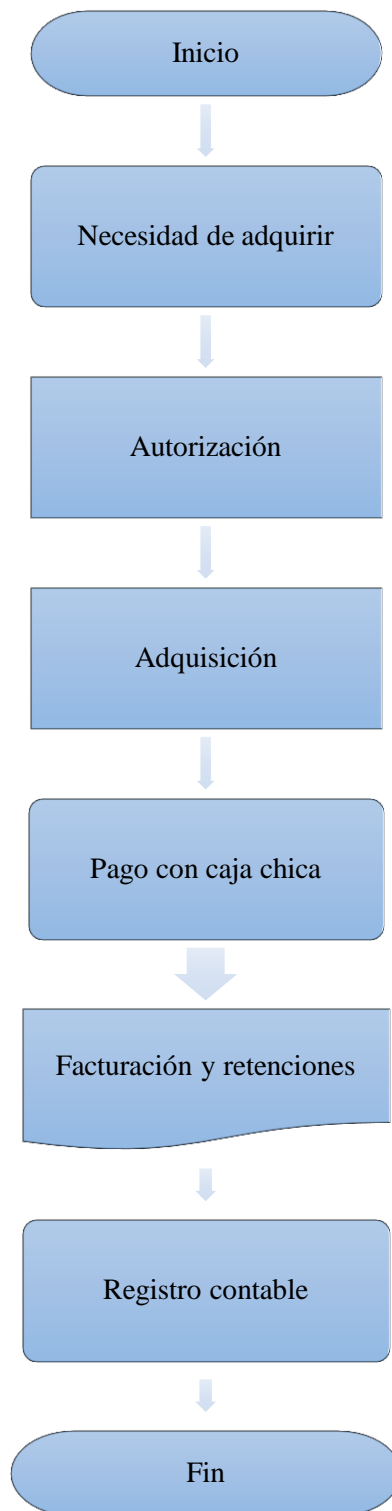 Inicio
Necesidad de adquirir
Autorización
Adquisición
Pago con caja chica
Facturación y retenciones
Registro contable
Fin